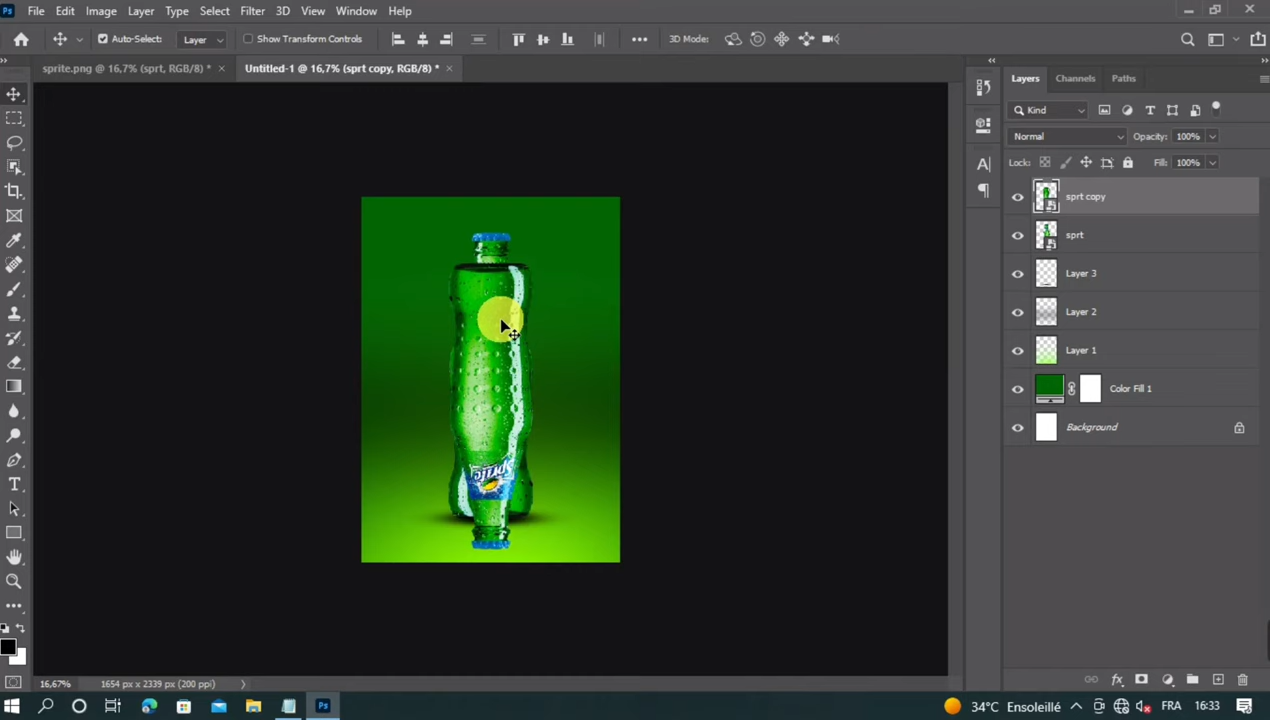 Ps File Edit Image Layer Type Select Filter 3D View Window Help
Auto-Select: Layer Show Transform Controls 3D Mode:
sprite.png @ 16,7% (sprt, RGB/8) * × Untitled-1 @ 16,7% (sprt copy, RGB/8) * ×
Layers Channels Paths
Kind
Normal Opacity: 100%
Lock: Fill: 100%
sprt copy
sprt
Layer 3
Layer 2
Layer 1
Color Fill 1
Background
Sprite
16,67% 1654 px x 2339 px (200 ppi)
Ps 34°C Ensoleillé FRA 16:33